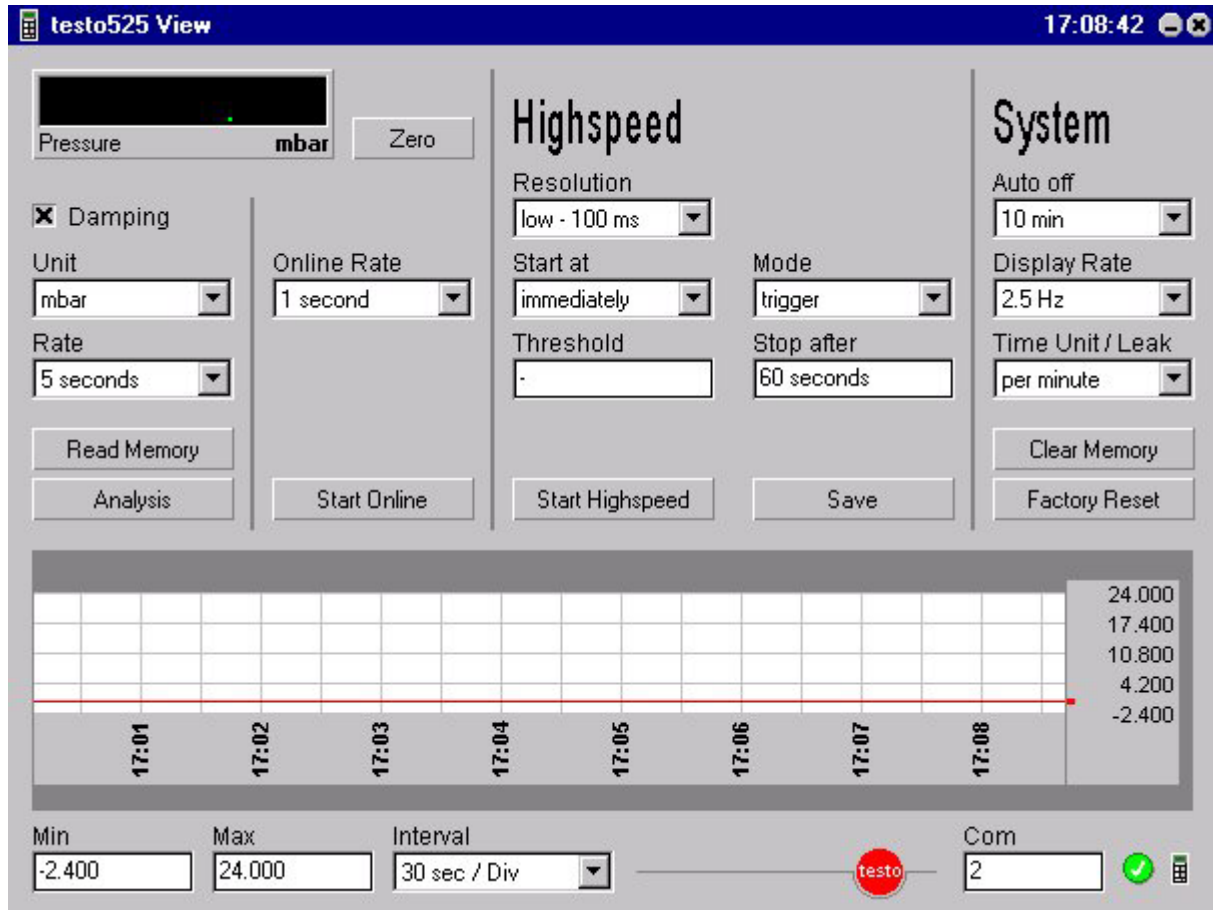 testo525 View
17:08:42
Pressure
mbar
Zero
Damping
Unit
mbar
Rate
5 seconds
Read Memory
Analysis
Online Rate
1 second
Start Online
Highspeed
Resolution
low - 100 ms
Start at
immediately
Mode
trigger
Threshold
-
Stop after
60 seconds
Start Highspeed
Save
System
Auto off
10 min
Display Rate
2.5 Hz
Time Unit / Leak
per minute
Clear Memory
Factory Reset
24.000
17.400
10.800
4.200
-2.400
17:01
17:02
17:03
17:04
17:05
17:06
17:07
17:08
Min
-2.400
Max
24.000
Interval
30 sec / Div
testo
Com
2